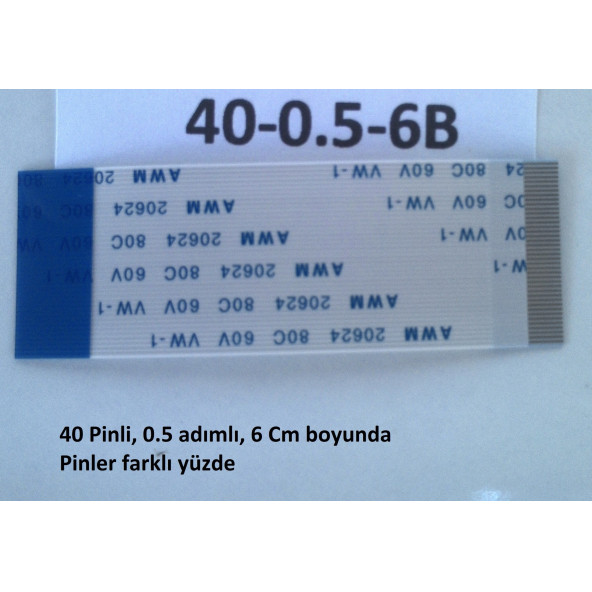 40-0.5-6B
AWM 20624 80C 60V VW-1
AWM 20624 80C 60V VW-1
AWM 20624 80C 60V VW-1
AWM 20624 80C 60V VW-1
AWM 20624 80C 60V VW-1
AWM 20624 80C 60V VW-1
40 Pinli, 0.5 adımlı, 6 Cm boyunda
Pinler farklı yüzde